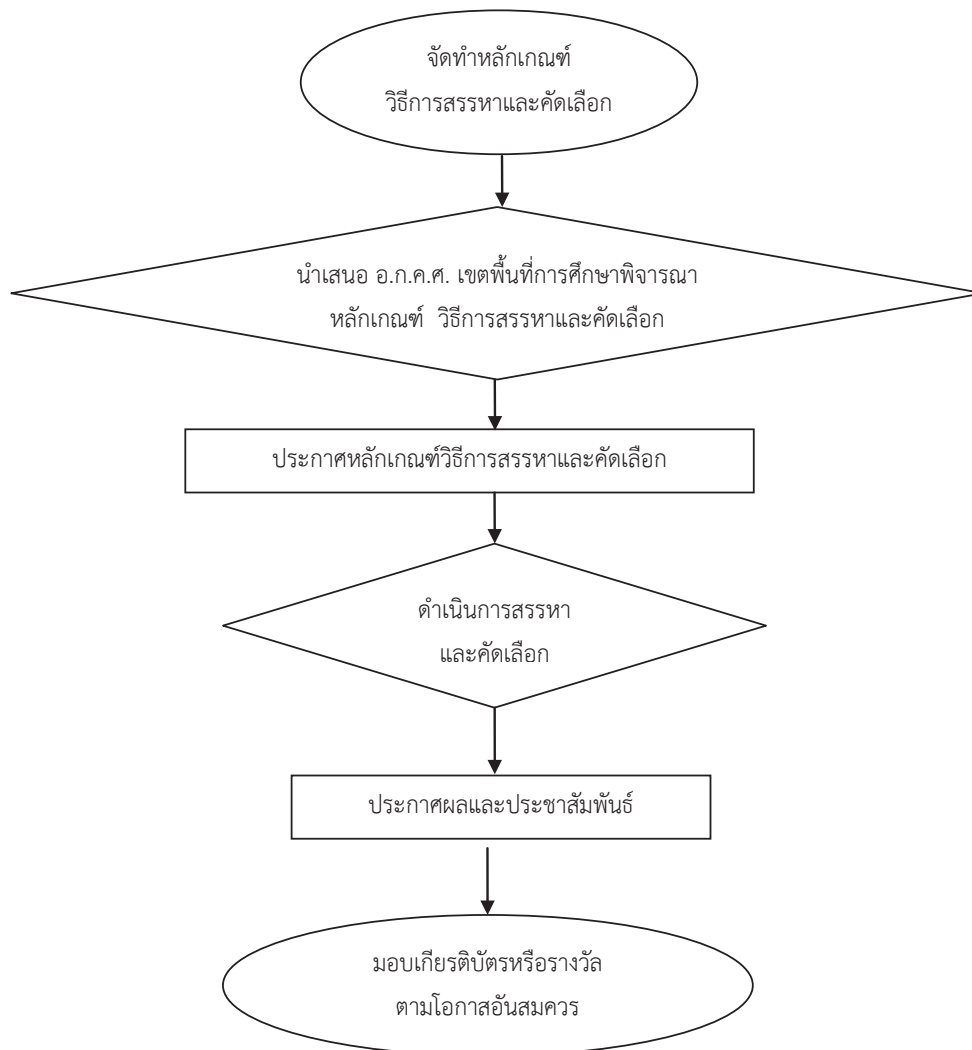 จัดทำหลักเกณฑ์
วิธีการสรรหาและคัดเลือก
นำเสนอ อ.ก.ค.ศ. เขตพื้นที่การศึกษาพิจารณา
หลักเกณฑ์ วิธีการสรรหาและคัดเลือก
ประกาศหลักเกณฑ์วิธีการสรรหาและคัดเลือก
ดำเนินการสรรหา
และคัดเลือก
ประกาศผลและประชาสัมพันธ์
มอบเกียรติบัตรหรือรางวัล
ตามโอกาสอันสมควร